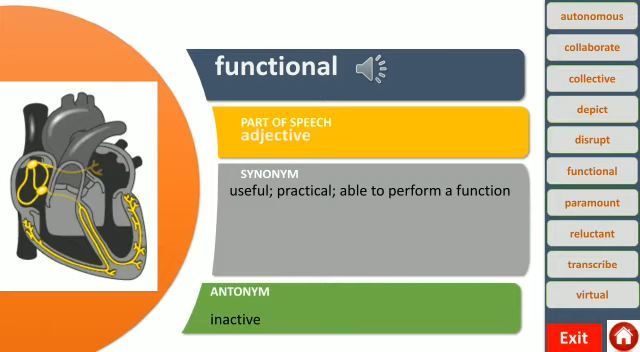 functional
PART OF SPEECH
adjective
SYNONYM
useful; practical; able to perform a function
ANTONYM
inactive
autonomous
collaborate
collective
depict
disrupt
functional
paramount
reluctant
transcribe
virtual
Exit